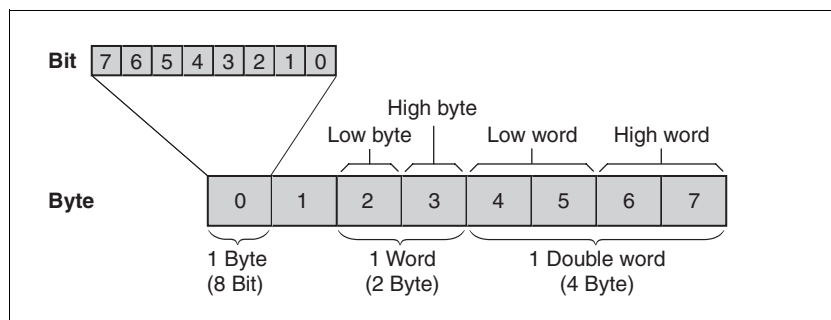 Bit 7 6 5 4 3 2 1 0
High byte
Low byte Low word High word
Byte 0 1 2 3 4 5 6 7
1 Byte 1 Word 1 Double word
(8 Bit) (2 Byte) (4 Byte)